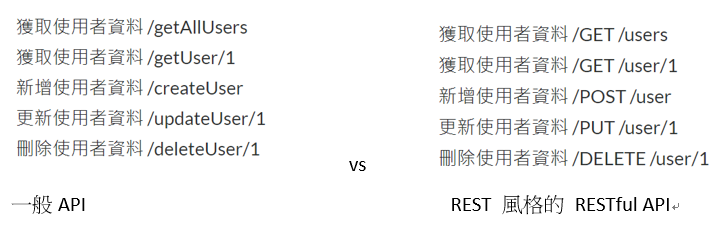 獲取使用者資料 /getAllUsers
獲取使用者資料 /getUser/1
新增使用者資料 /createUser
更新使用者資料 /updateUser/1
刪除使用者資料 /deleteUser/1
一般 API
vs
獲取使用者資料 /GET /users
獲取使用者資料 /GET /user/1
新增使用者資料 /POST /user
更新使用者資料 /PUT /user/1
刪除使用者資料 /DELETE /user/1
REST 風格的 RESTful API